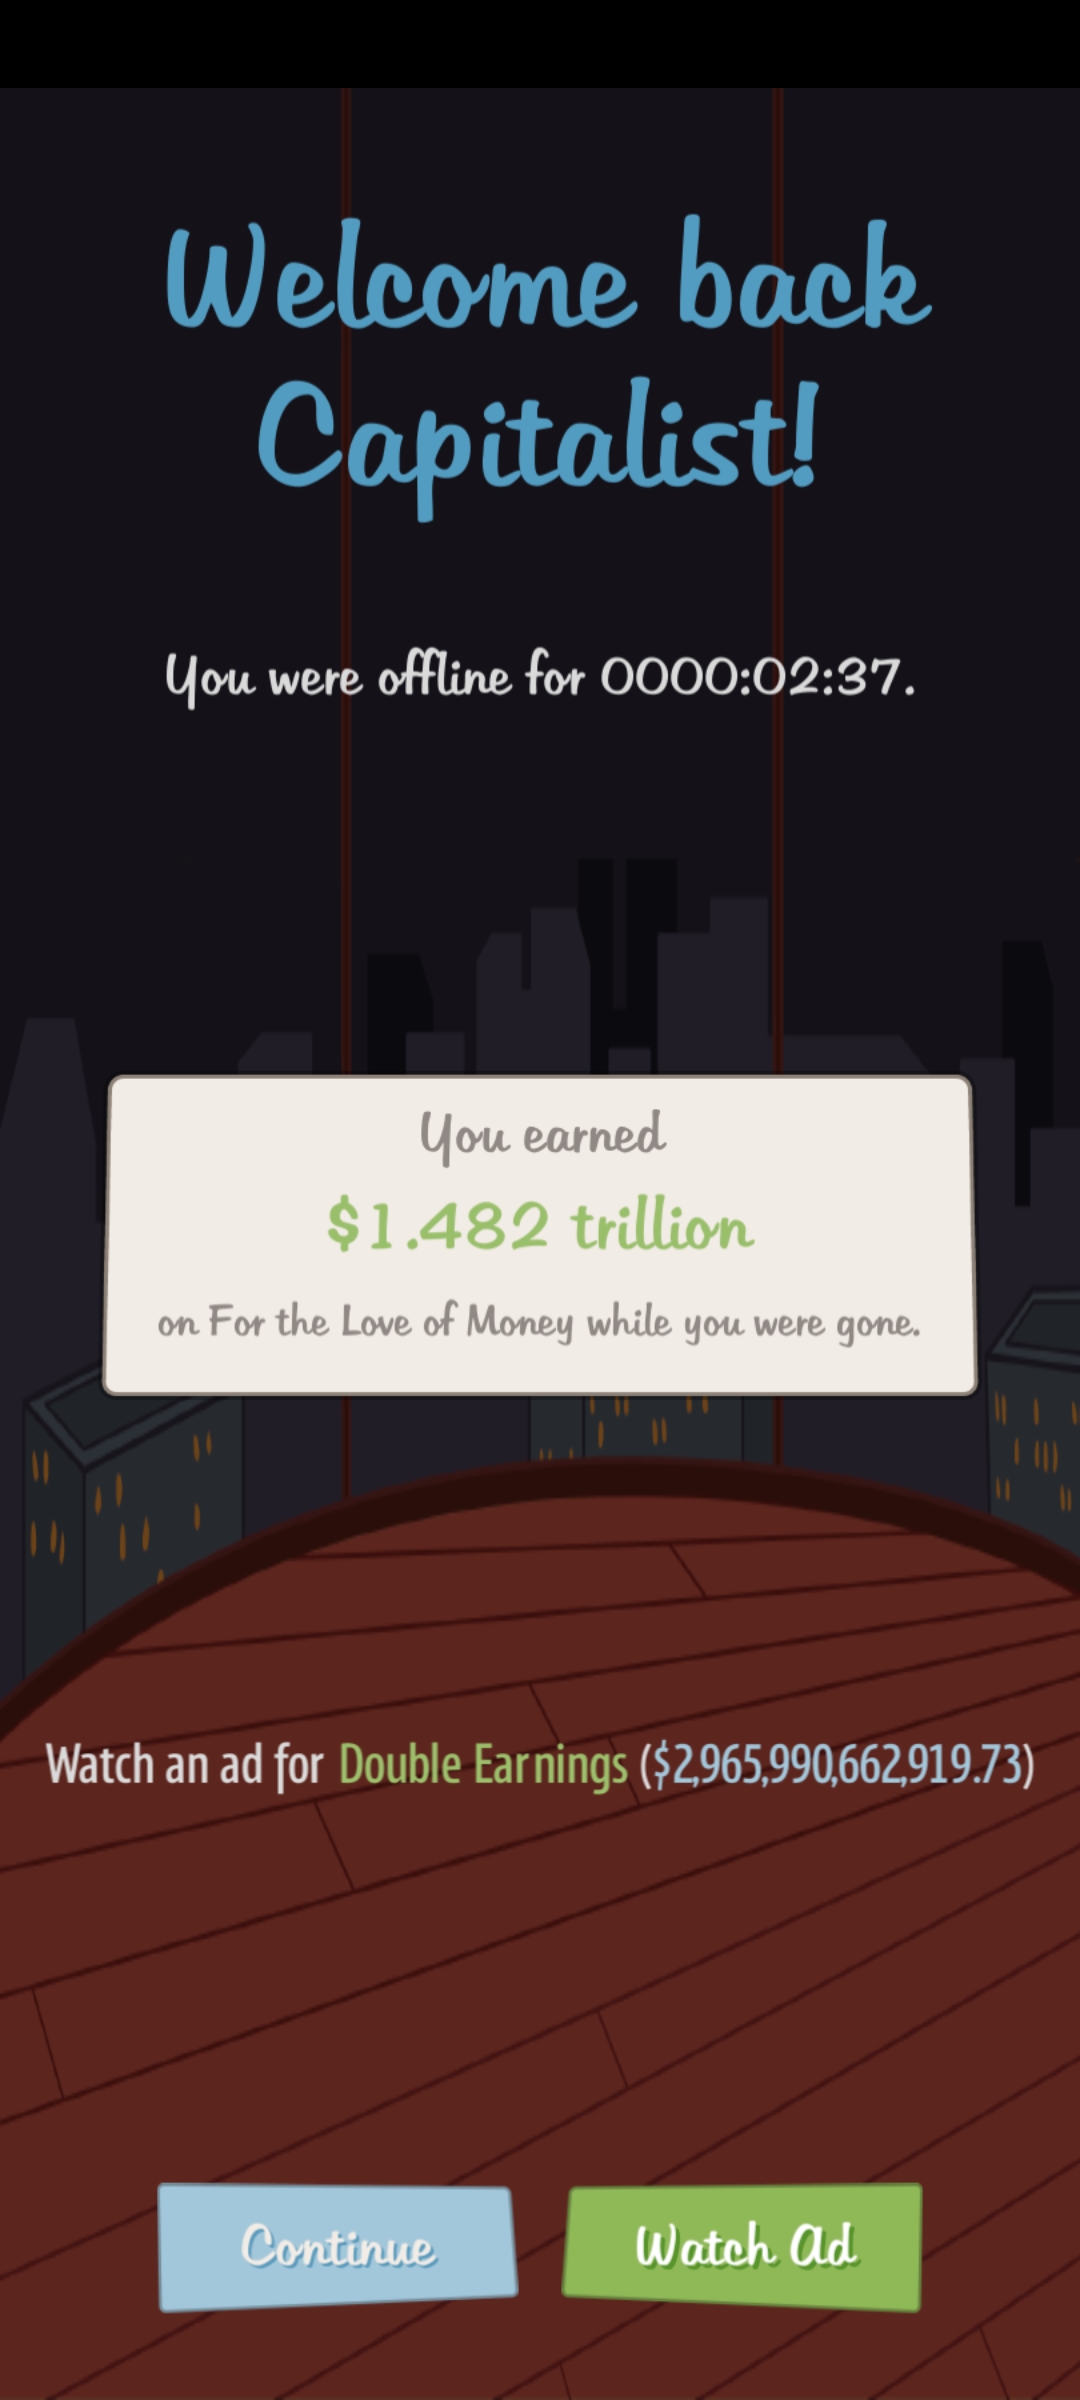 Welcome back
Capitalist!
You were offline for 0000:02:37.
You earned
$1.482 trillion
on For the Love of Money while you were gone.
Watch an ad for Double Earnings ($2,965,990,662,919.73)
Continue
Watch Ad